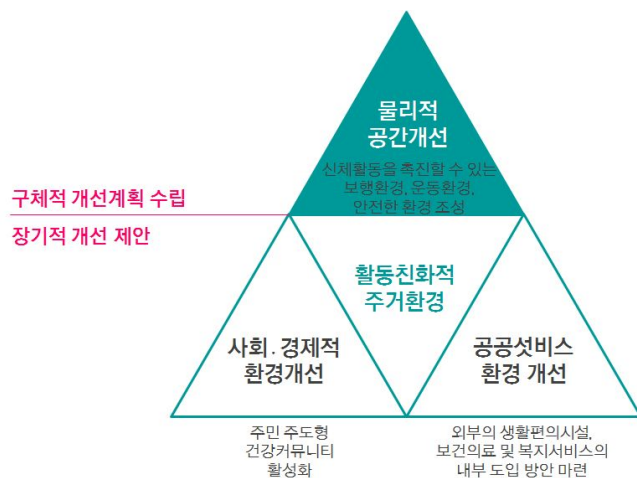 물리적
공간개선
신체활동을 촉진할 수 있는
보행환경, 운동환경,
안전한 환경 조성
구체적 개선계획 수립
장기적 개선 제안
활동친화적
주거환경
사회.경제적
환경개선
공공섯비스
환경 개선
주민 주도형
건강커뮤니티
활성화
외부의 생활편의시설,
보건의료 및 복지서비스의
내부 도입 방안 마련